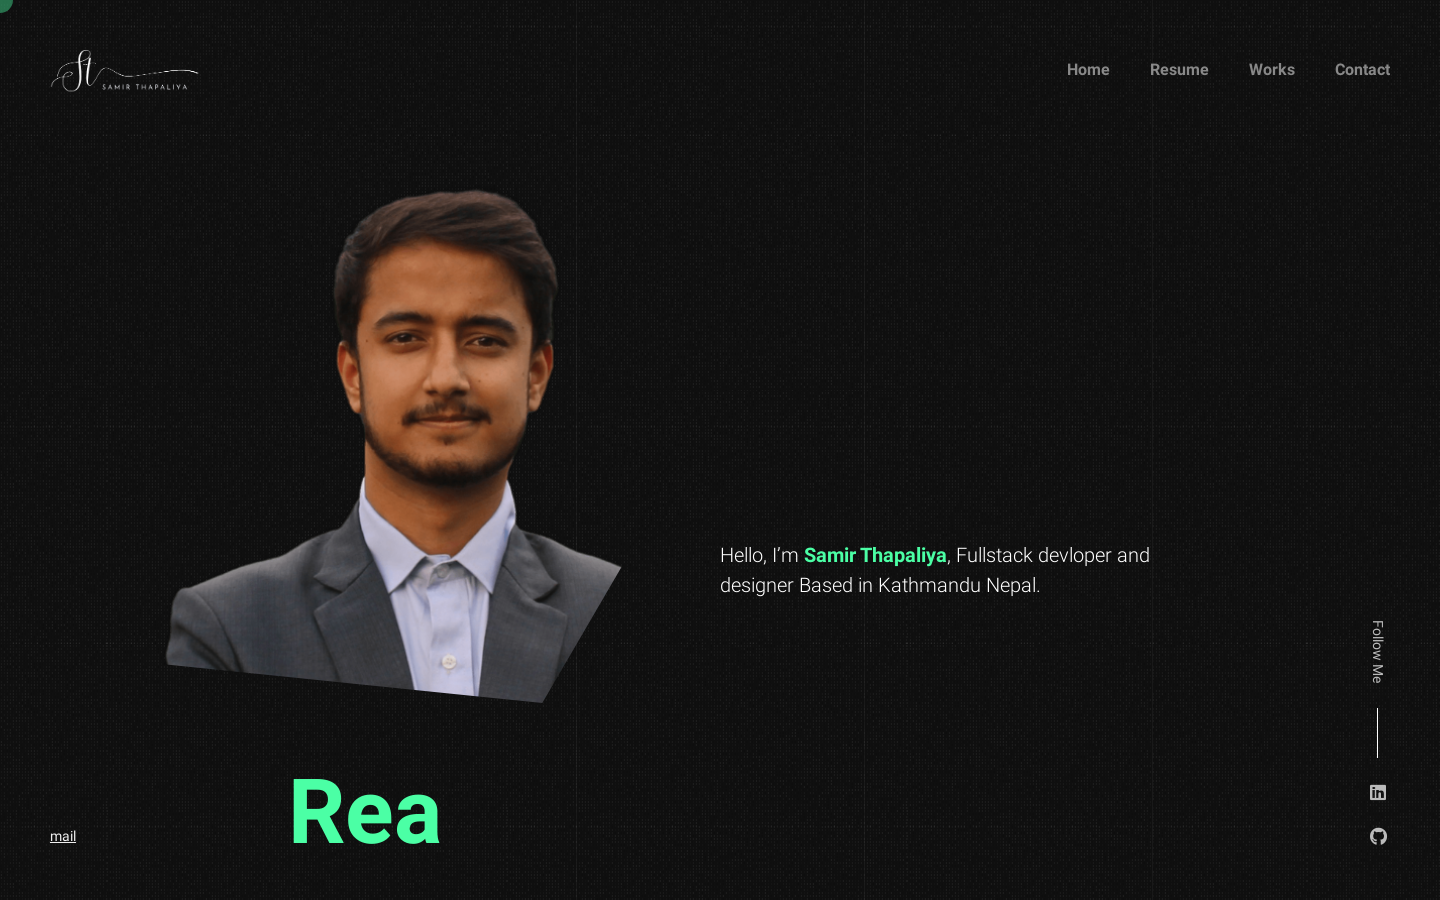 St
SAMIR THAPALIYA
Home
Resume
Works
Contact
Hello, I’m Samir Thapaliya, Fullstack devloper and
designer Based in Kathmandu Nepal.
Follow Me
Rea
mail
in